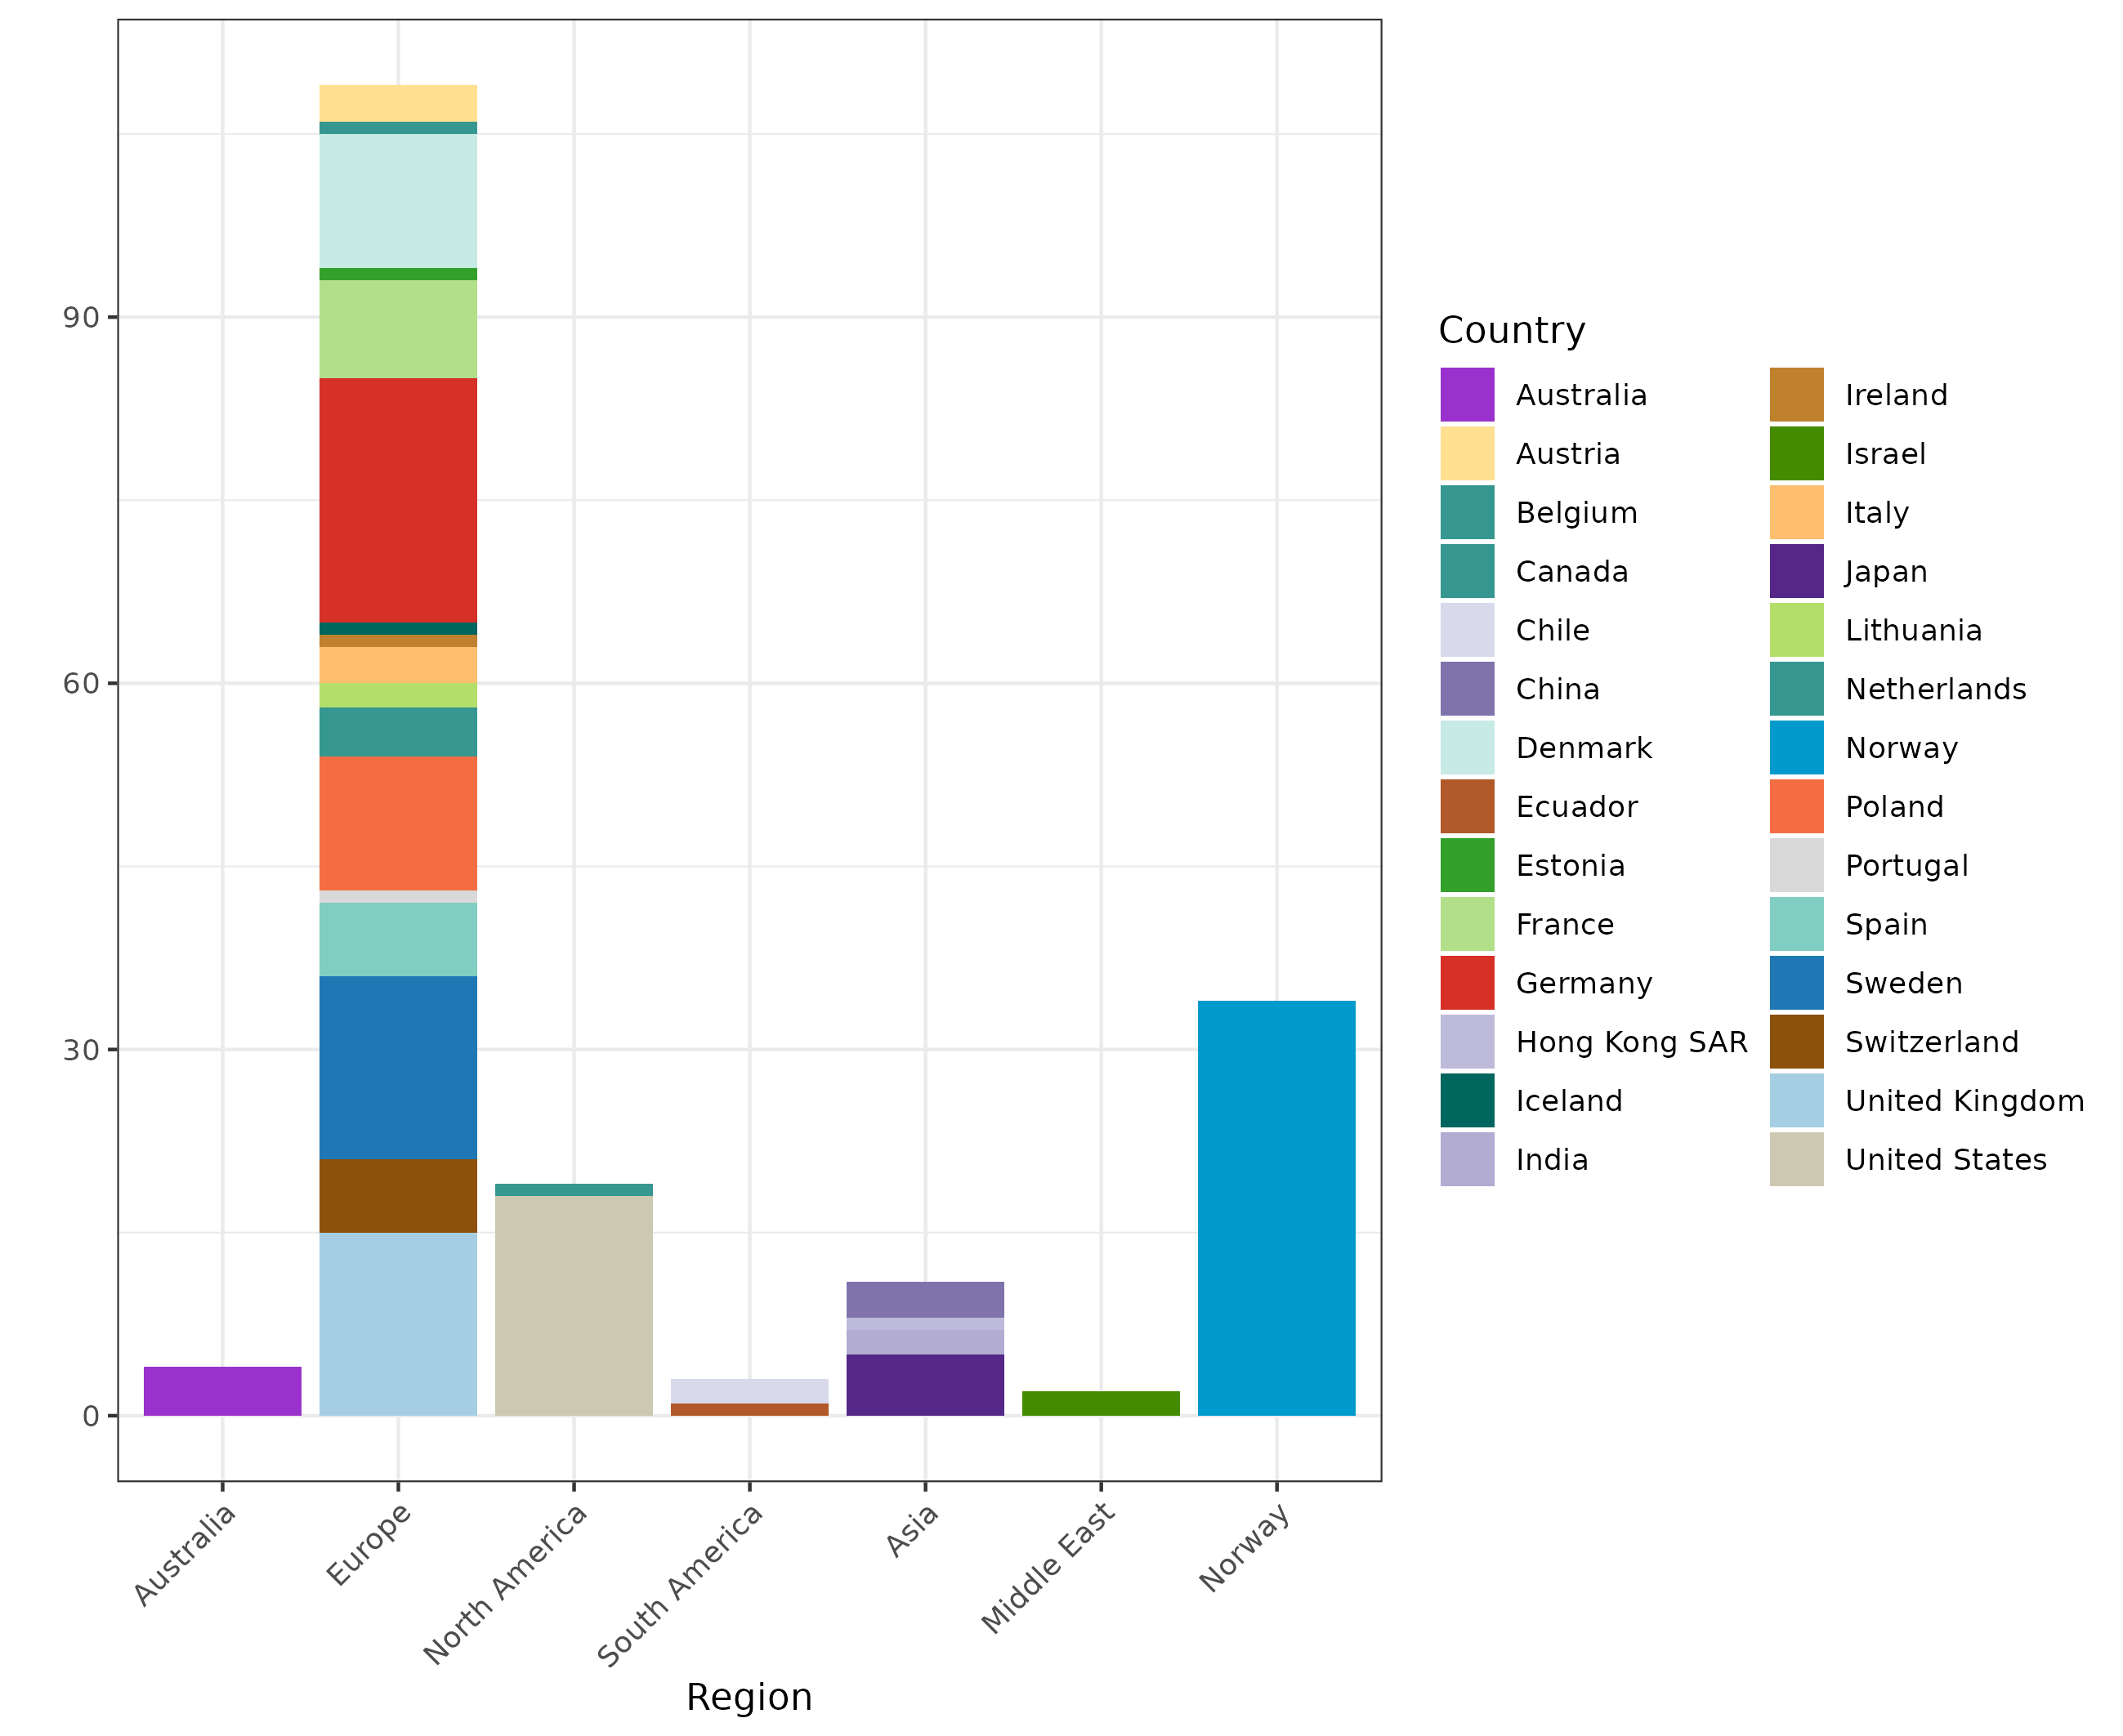 90
60
30
0
Australia
Europe
North America
South America
Asia
Middle East
Norway
Region
Country
Australia
Austria
Belgium
Canada
Chile
China
Denmark
Ecuador
Estonia
France
Germany
Hong Kong SAR
Iceland
India
Ireland
Israel
Italy
Japan
Lithuania
Netherlands
Norway
Poland
Portugal
Spain
Sweden
Switzerland
United Kingdom
United States